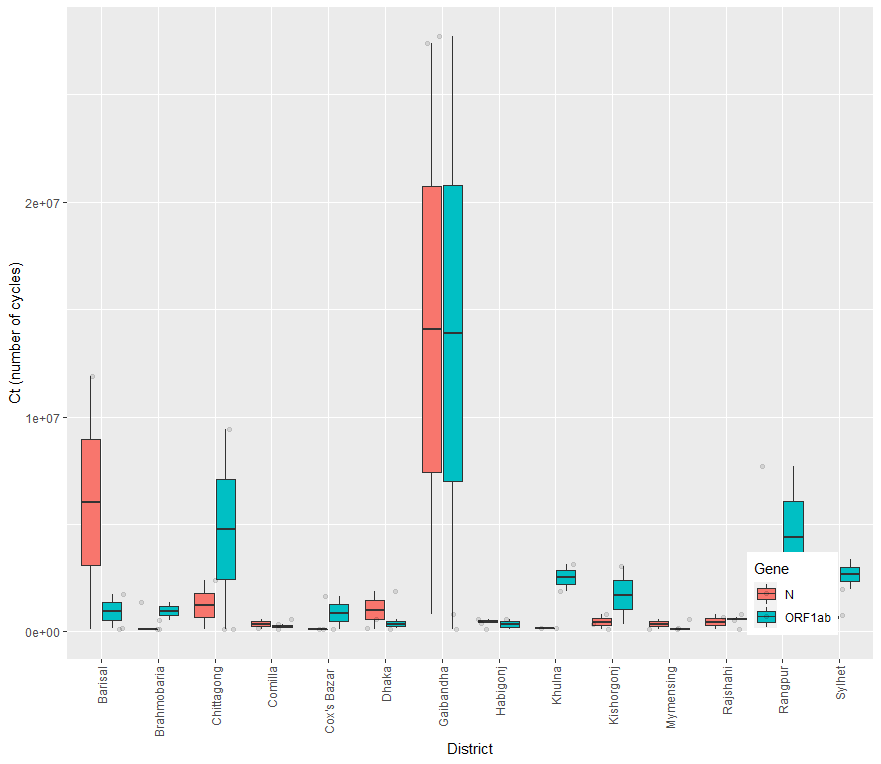 Ct (number of cycles)
2e+07
1e+07
0e+00
Gene
N
ORF1ab
Barisal
Brahmobaria
Chittagong
Comilla
Cox's Bazar
Dhaka
Gaibandha
Habigonj
Khulna
Kishorgonj
Mymensing
Rajshahi
Rangpur
Sylhet
District